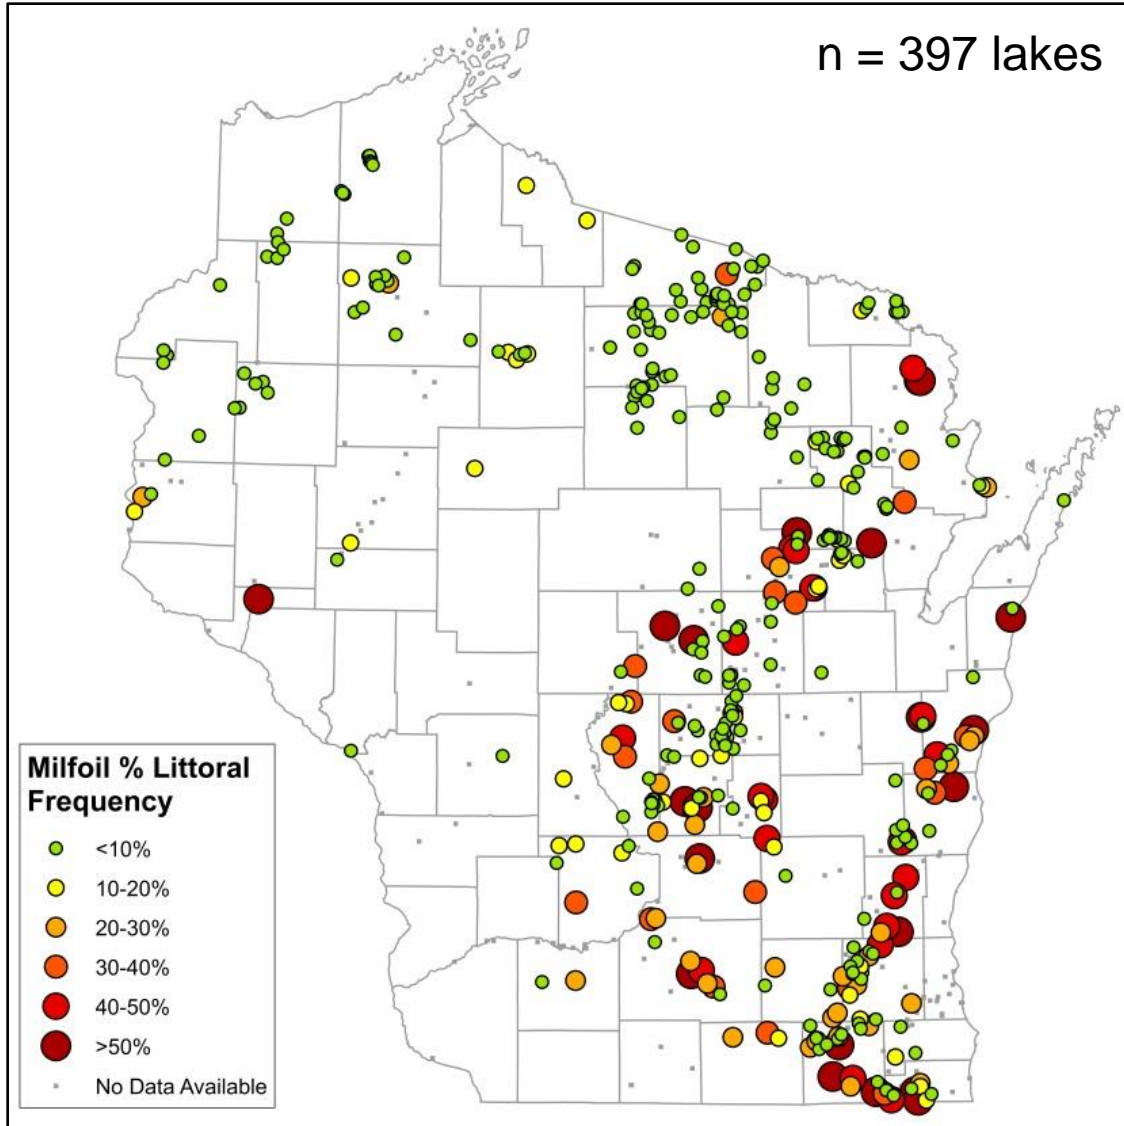 n = 397 lakes
Milfoil % Littoral
Frequency
<10%
10-20%
20-30%
30-40%
40-50%
>50%
No Data Available